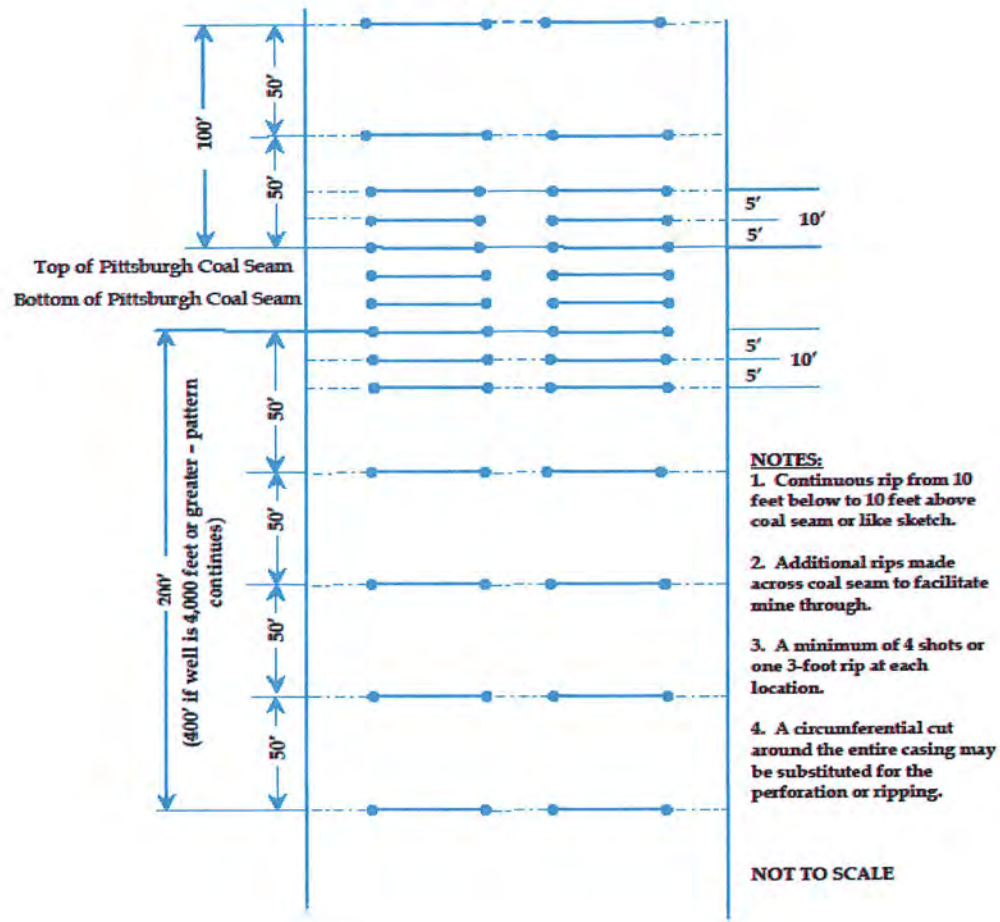 50'
100'
50'
5'
10'
5'
Top of Pittsburgh Coal Seam
Bottom of Pittsburgh Coal Seam
5'
10'
5'
50'
200'
(400' if well is 4,000 feet or greater – pattern
continues)
50'
50'
50'
NOTES:
1. Continuous rip from 10
feet below to 10 feet above
coal seam or like sketch.
2. Additional rips made
across coal seam to facilitate
mine through.
3. A minimum of 4 shots or
one 3-foot rip at each
location.
4. A circumferential cut
around the entire casing may
be substituted for the
perforation or ripping.
NOT TO SCALE